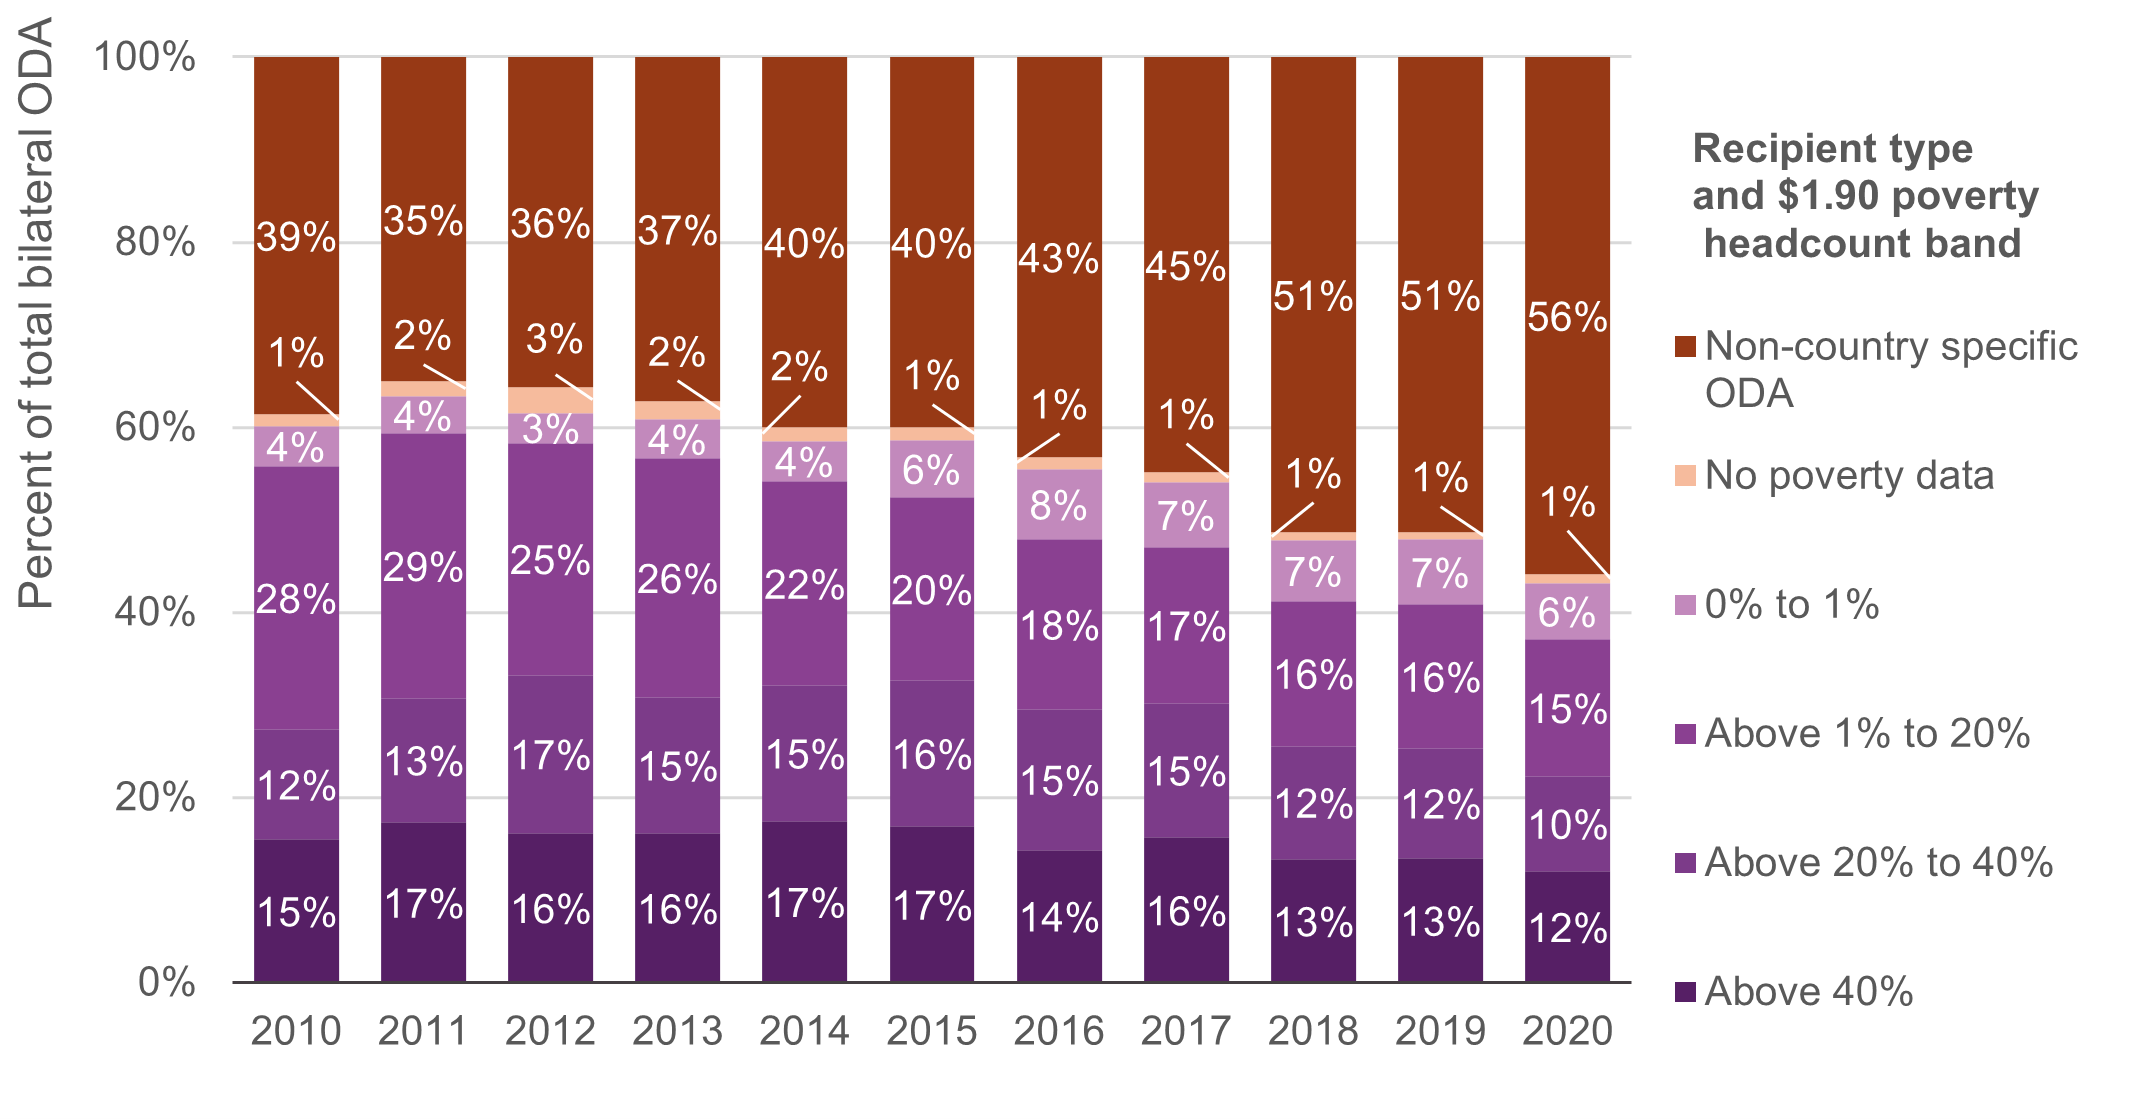 Percent of total bilateral ODA
100%
80%
60%
40%
20%
0%
39% 35% 36% 37% 40% 40% 43% 45% 51% 51% 56%
1% 2% 3% 2% 2% 1% 1% 1% 1% 1% 1%
4% 4% 3% 4% 4% 6% 8% 7% 7% 7% 6%
28% 29% 25% 26% 22% 20% 18% 17% 16% 16% 15%
12% 13% 17% 15% 15% 16% 15% 15% 12% 12% 10%
15% 17% 16% 16% 17% 17% 14% 16% 13% 13% 12%
2010 2011 2012 2013 2014 2015 2016 2017 2018 2019 2020
Recipient type
and $1.90 poverty
headcount band
Non-country specific
ODA
No poverty data
0% to 1%
Above 1% to 20%
Above 20% to 40%
Above 40%